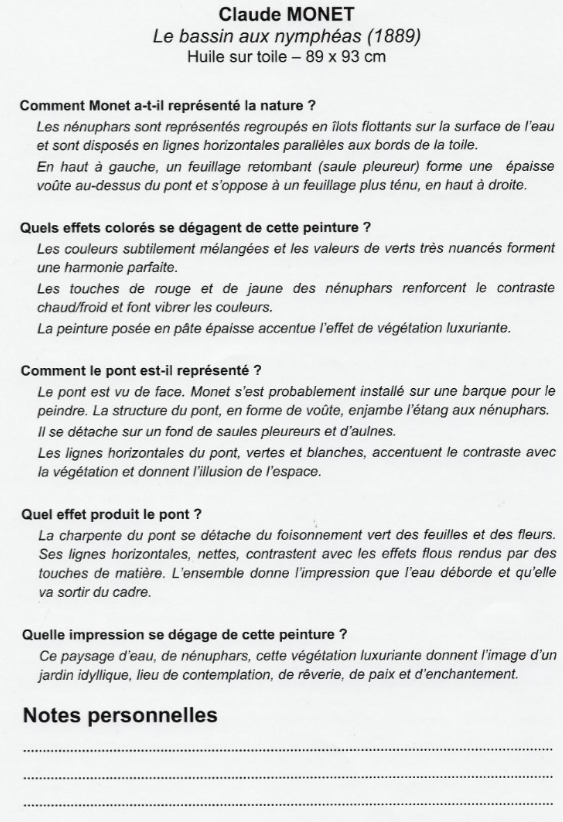 Claude MONET
Le bassin aux nymphéas (1889)
Huile sur toile – 89 x 93 cm
Comment Monet a-t-il représenté la nature ?
Les nénuphars sont représentés regroupés en îlots flottants sur la surface de l'eau
et sont disposés en lignes horizontales parallèles aux bords de la toile.
En haut à gauche, un feuillage retombant (saule pleureur) forme une épaisse
voûte au-dessus du pont et s'oppose à un feuillage plus ténu, en haut à droite.
Quels effets colorés se dégagent de cette peinture ?
Les couleurs subtilement mélangées et les valeurs de verts très nuancés forment
une harmonie parfaite.
Les touches de rouge et de jaune des nénuphars renforcent le contraste
chaud/froid et font vibrer les couleurs.
La peinture posée en pâte épaisse accentue l'effet de végétation luxuriante.
Comment le pont est-il représenté ?
Le pont est vu de face. Monet s'est probablement installé sur une barque pour le
peindre. La structure du pont, en forme de voûte, enjambe l'étang aux nénuphars.
Il se détache sur un fond de saules pleureurs et d'aulnes.
Les lignes horizontales du pont, vertes et blanches, accentuent le contraste avec
la végétation et donnent l'illusion de l'espace.
Quel effet produit le pont ?
La charpente du pont se détache du foisonnement vert des feuilles et des fleurs.
Ses lignes horizontales, nettes, contrastent avec les effets flous rendus par des
touches de matière. L'ensemble donne l'impression que l'eau déborde et qu'elle
va sortir du cadre.
Quelle impression se dégage de cette peinture ?
Ce paysage d'eau, de nénuphars, cette végétation luxuriante donnent l'image d'un
jardin idyllique, lieu de contemplation, de rêverie, de paix et d'enchantement.
Notes personnelles